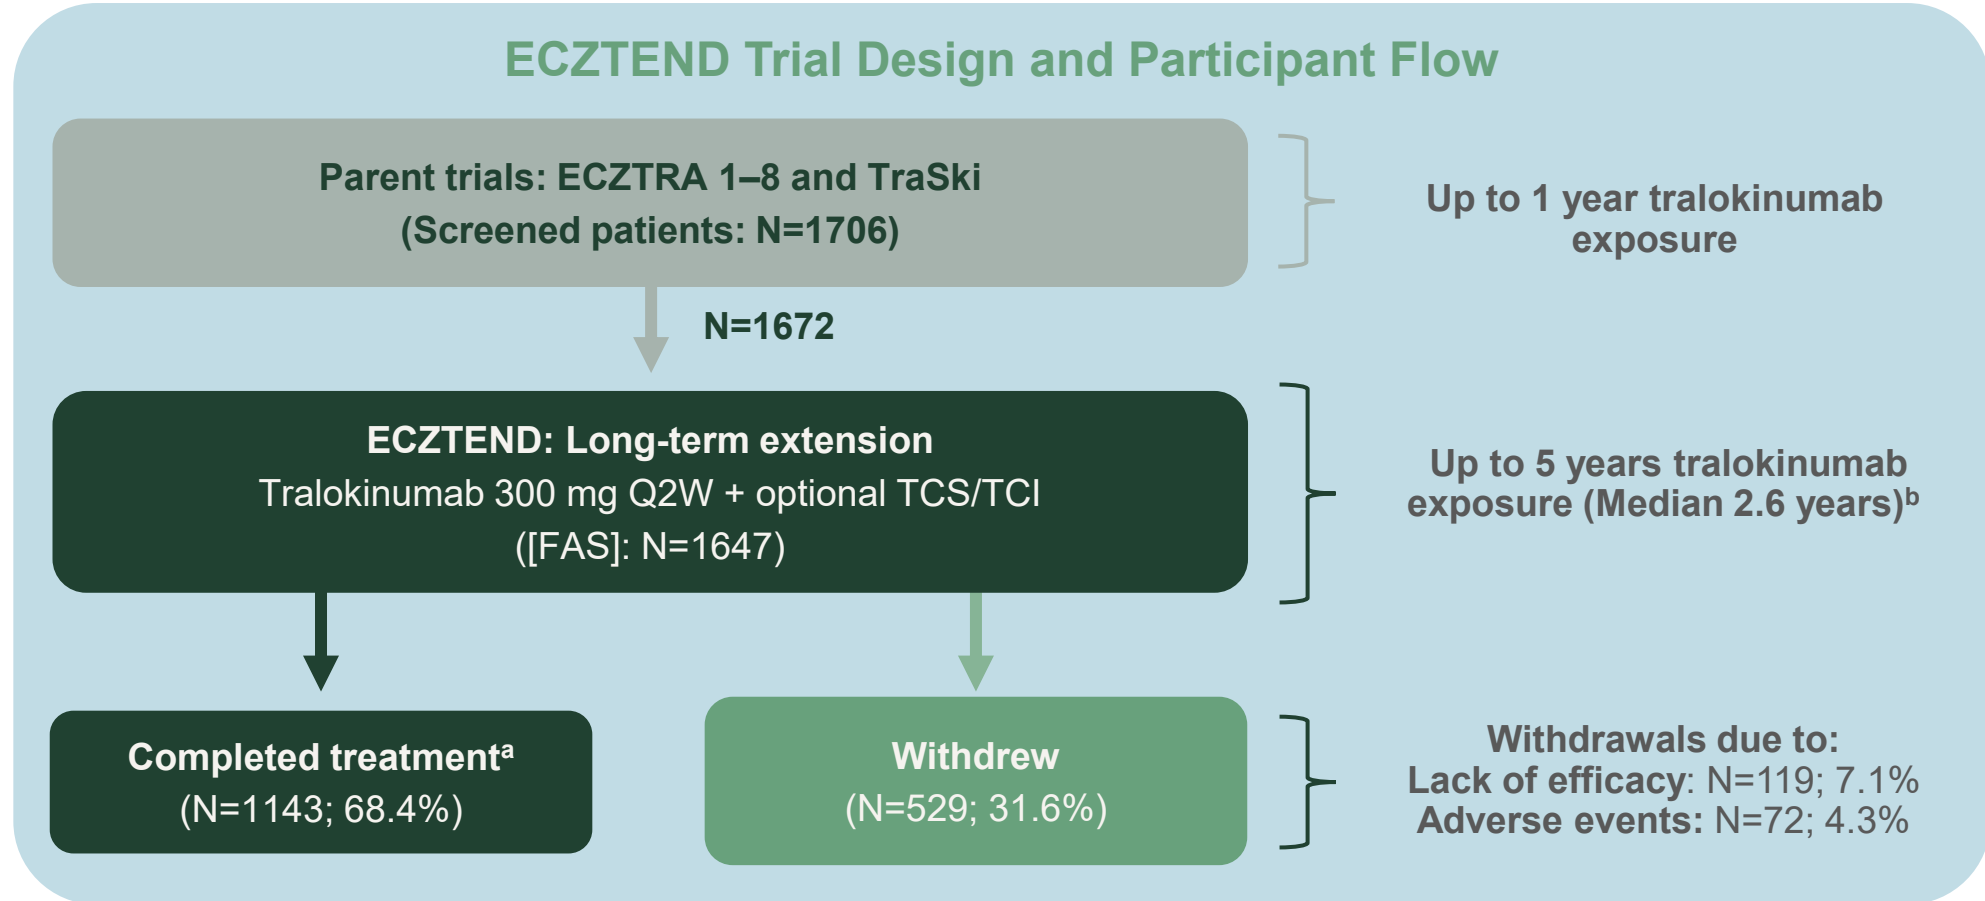 ECZTEND Trial Design and Participant Flow
Parent trials: ECZTRA 1–8 and TraSki
(Screened patients: N=1706)
Up to 1 year tralokinumab
exposure
N=1672
ECZTEND: Long-term extension
Tralokinumab 300 mg Q2W + optional TCS/TCI
([FAS]: N=1647)
Up to 5 years tralokinumab
exposure (Median 2.6 years)ᵇ
Completed treatmentᵃ
(N=1143; 68.4%)
Withdrew
(N=529; 31.6%)
Withdrawals due to:
Lack of efficacy: N=119; 7.1%
Adverse events: N=72; 4.3%